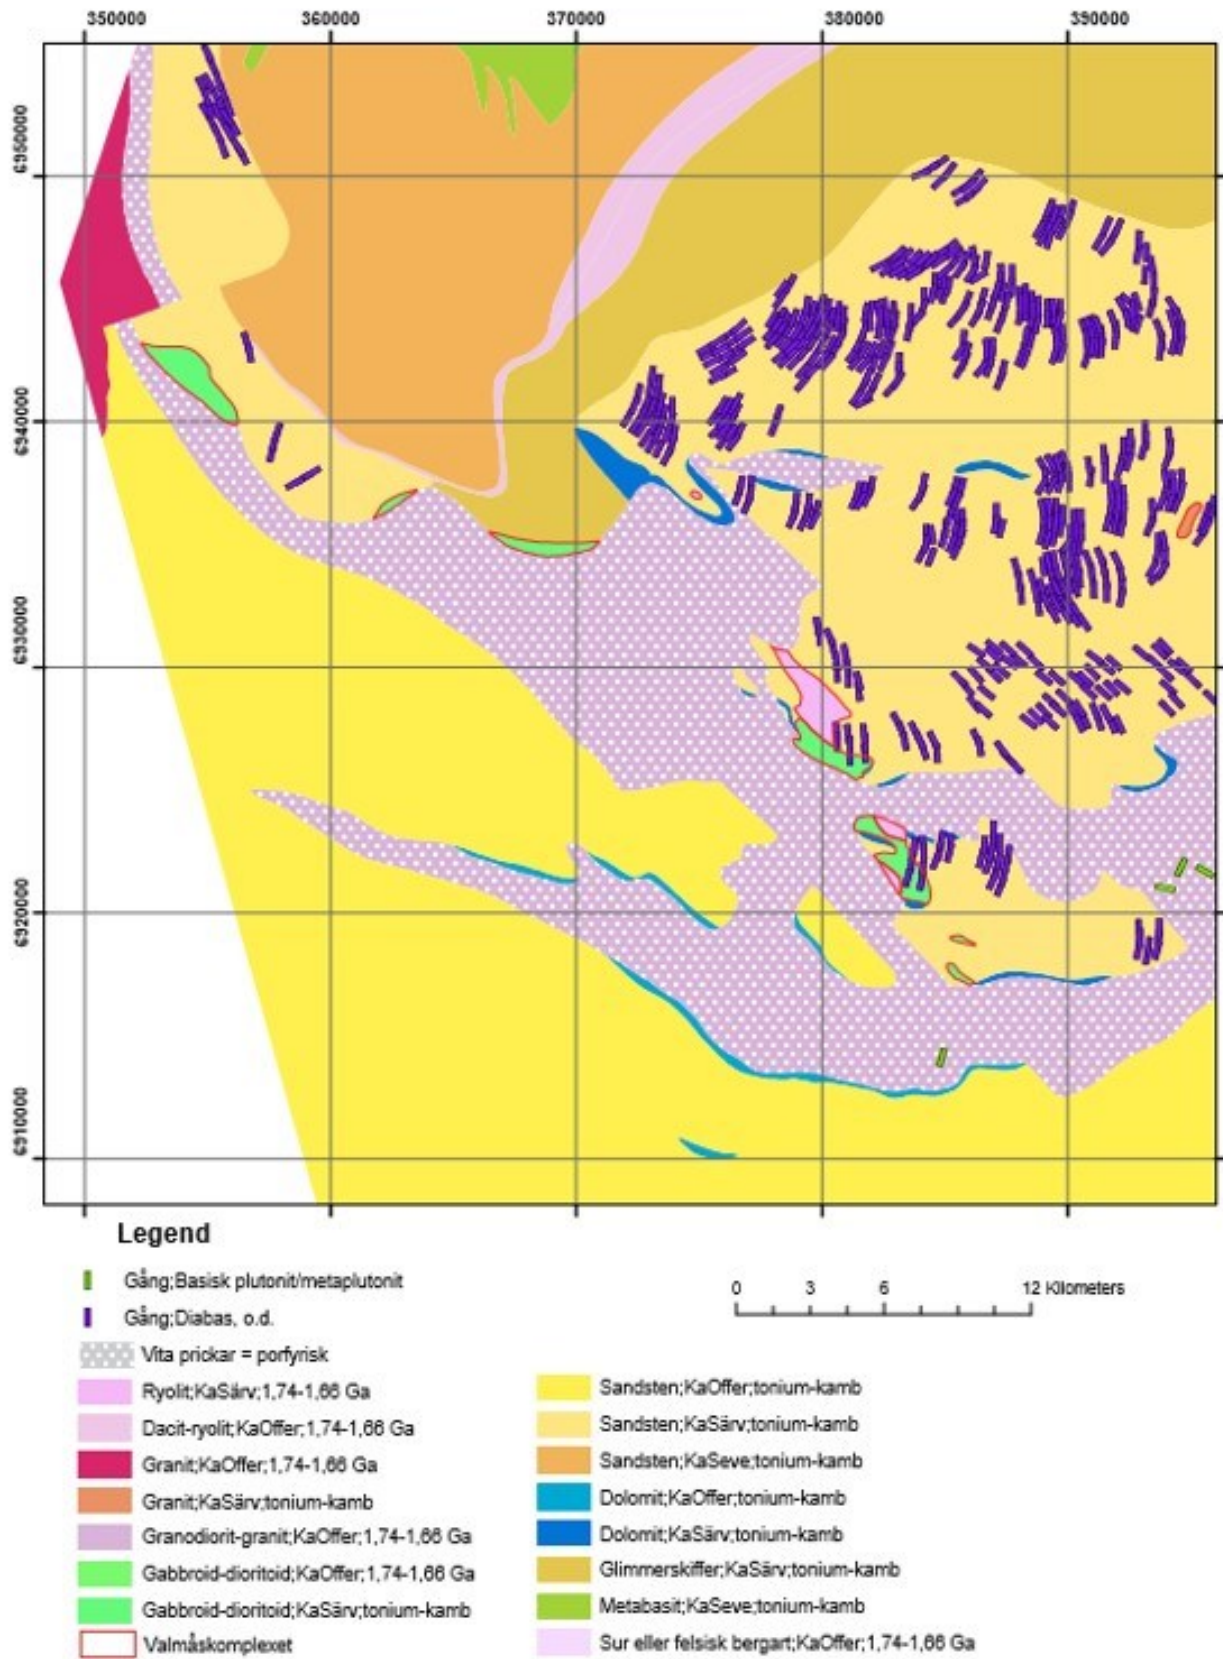 350000 360000 370000 380000 390000
6950000
6940000
6930000
6920000
6910000
Legend
Gång;Basisk plutonit/metaplutonit
Gång;Diabas, o.d.
Vita prickar = porfyrisk
Ryolit;KaSärv;1,74-1,66 Ga
Dacit-ryolit;KaOffer;1,74-1,66 Ga
Granit;KaOffer;1,74-1,66 Ga
Granit;KaSärv;tonium-kamb
Granodiorit-granit;KaOffer;1,74-1,66 Ga
Gabbroid-dioritoid;KaOffer;1,74-1,66 Ga
Gabbroid-dioritoid;KaSärv;tonium-kamb
Valmåskomplexet
0 3 6 12 Kilometers
Sandsten;KaOffer;tonium-kamb
Sandsten;KaSärv;tonium-kamb
Sandsten;KaSeve;tonium-kamb
Dolomit;KaOffer;tonium-kamb
Dolomit;KaSärv;tonium-kamb
Glimmerskiffer;KaSärv;tonium-kamb
Metabasit;KaSeve;tonium-kamb
Sur eller felsisk bergart;KaOffer;1,74-1,66 Ga